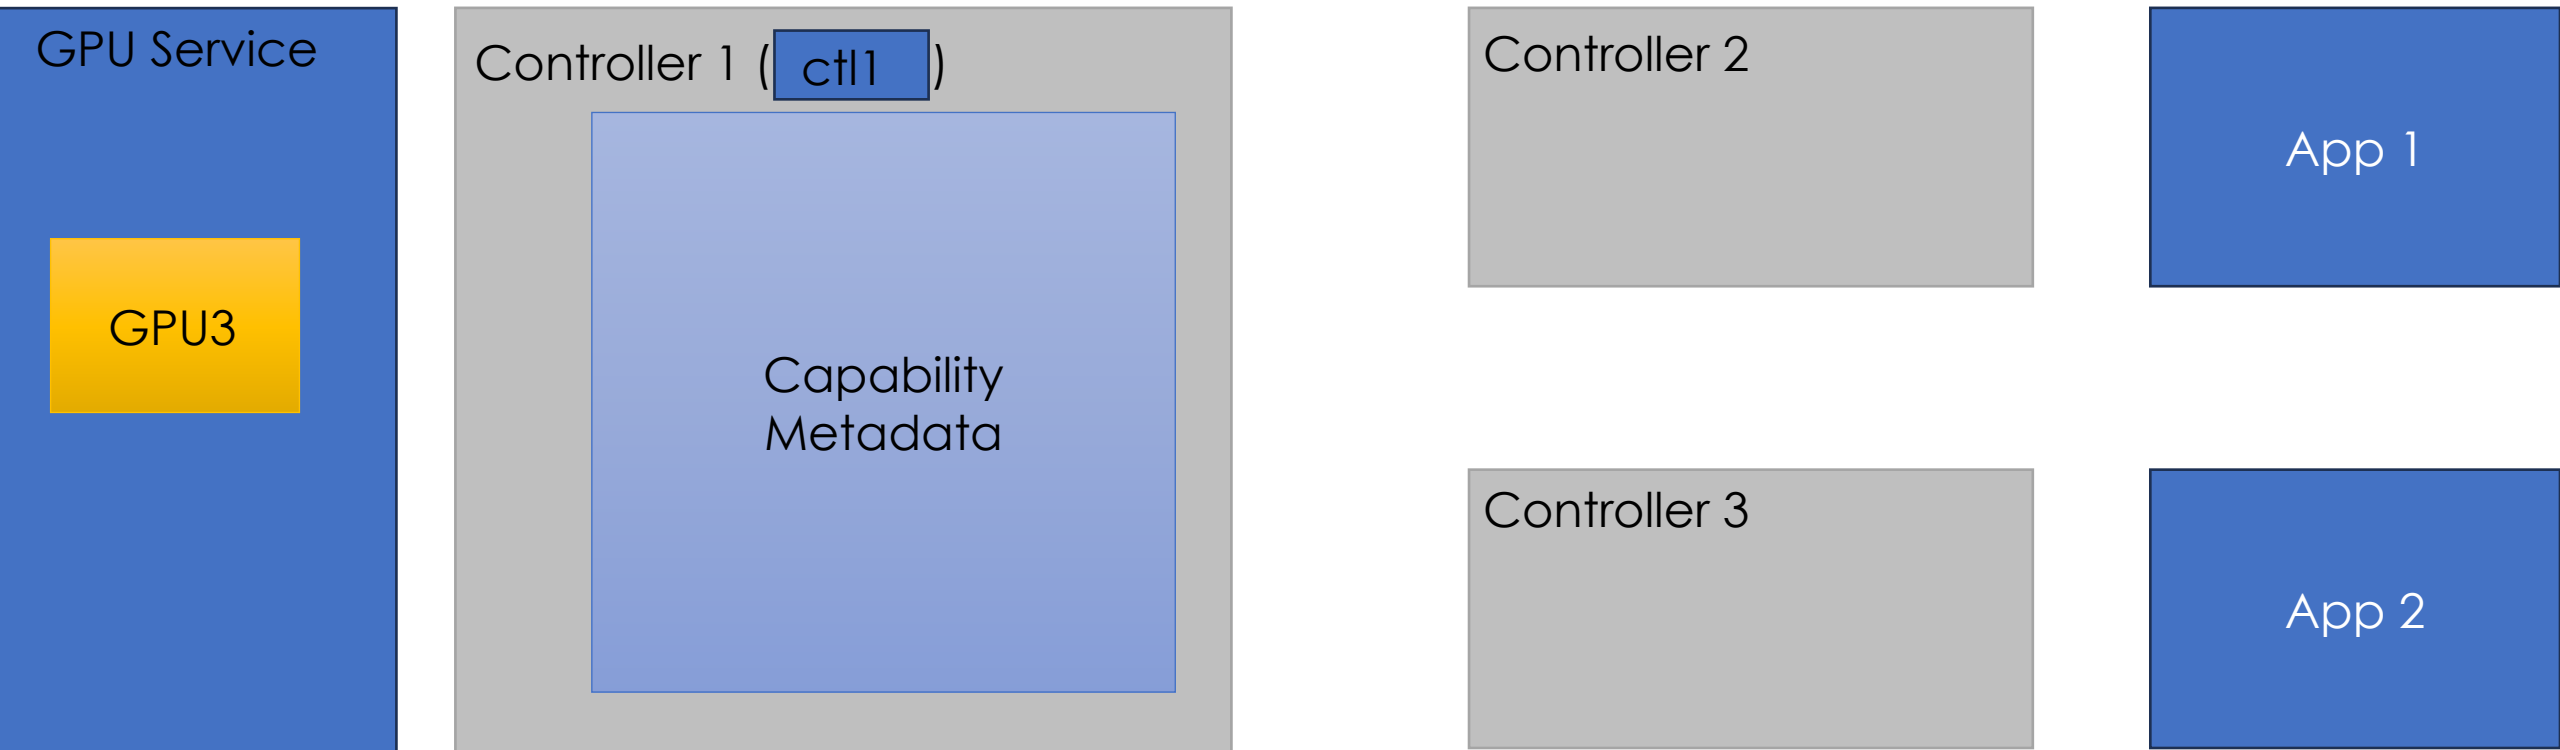 GPU Service
GPU3
Controller 1 ( ctl1 )
Capability
Metadata
Controller 2
App 1
Controller 3
App 2